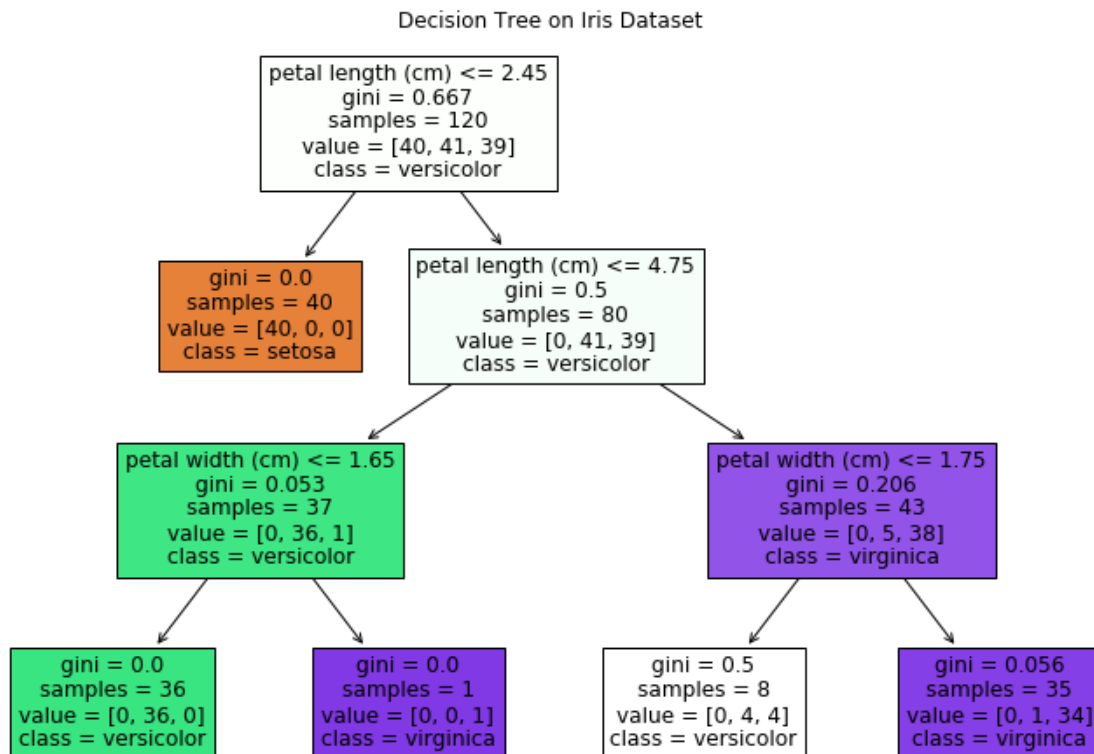 Decision Tree on Iris Dataset
petal length (cm) <= 2.45
gini = 0.667
samples = 120
value = [40, 41, 39]
class = versicolor
gini = 0.0
samples = 40
value = [40, 0, 0]
class = setosa
petal length (cm) <= 4.75
gini = 0.5
samples = 80
value = [0, 41, 39]
class = versicolor
petal width (cm) <= 1.65
gini = 0.053
samples = 37
value = [0, 36, 1]
class = versicolor
petal width (cm) <= 1.75
gini = 0.206
samples = 43
value = [0, 5, 38]
class = virginica
gini = 0.0
samples = 36
value = [0, 36, 0]
class = versicolor
gini = 0.0
samples = 1
value = [0, 0, 1]
class = virginica
gini = 0.5
samples = 8
value = [0, 4, 4]
class = versicolor
gini = 0.056
samples = 35
value = [0, 1, 34]
class = virginica